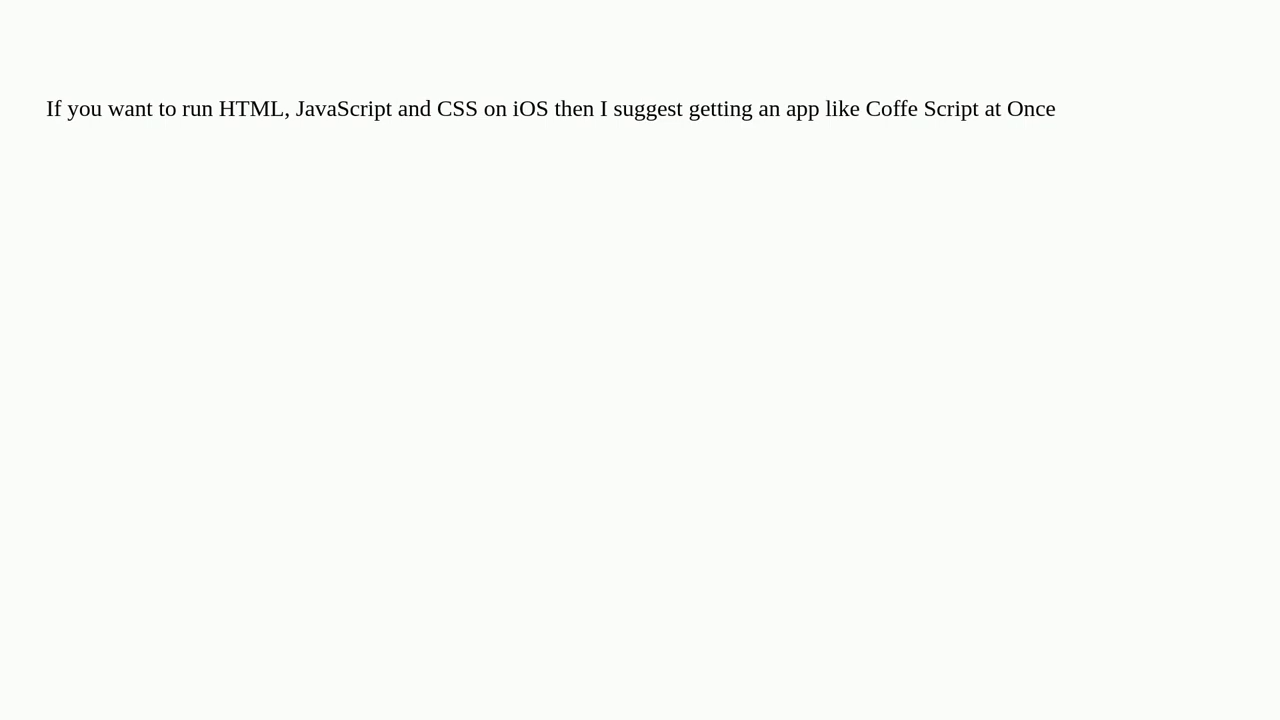 If you want to run HTML, JavaScript and CSS on iOS then I suggest getting an app like Coffe Script at Once